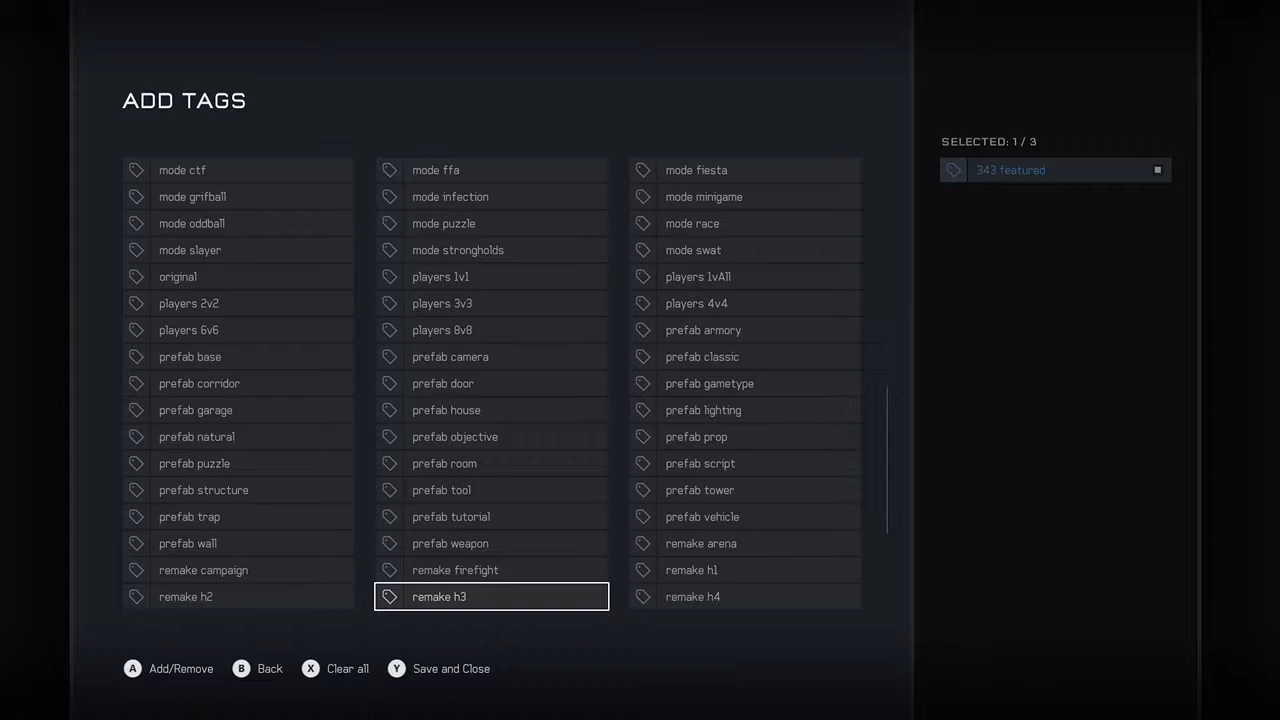 ADD TAGS
SELECTED: 1 / 3
343 featured
mode ctf
mode ffa
mode fiesta
mode grifball
mode infection
mode minigame
mode oddball
mode puzzle
mode race
mode slayer
mode strongholds
mode swat
original
players 1v1
players 1vAll
players 2v2
players 3v3
players 4v4
players 6v6
players 8v8
prefab armory
prefab base
prefab camera
prefab classic
prefab corridor
prefab door
prefab gametype
prefab garage
prefab house
prefab lighting
prefab natural
prefab objective
prefab prop
prefab puzzle
prefab room
prefab script
prefab structure
prefab tool
prefab tower
prefab trap
prefab tutorial
prefab vehicle
prefab wall
prefab weapon
remake arena
remake campaign
remake firefight
remake h1
remake h2
remake h3
remake h4
A Add/Remove B Back X Clear all Y Save and Close